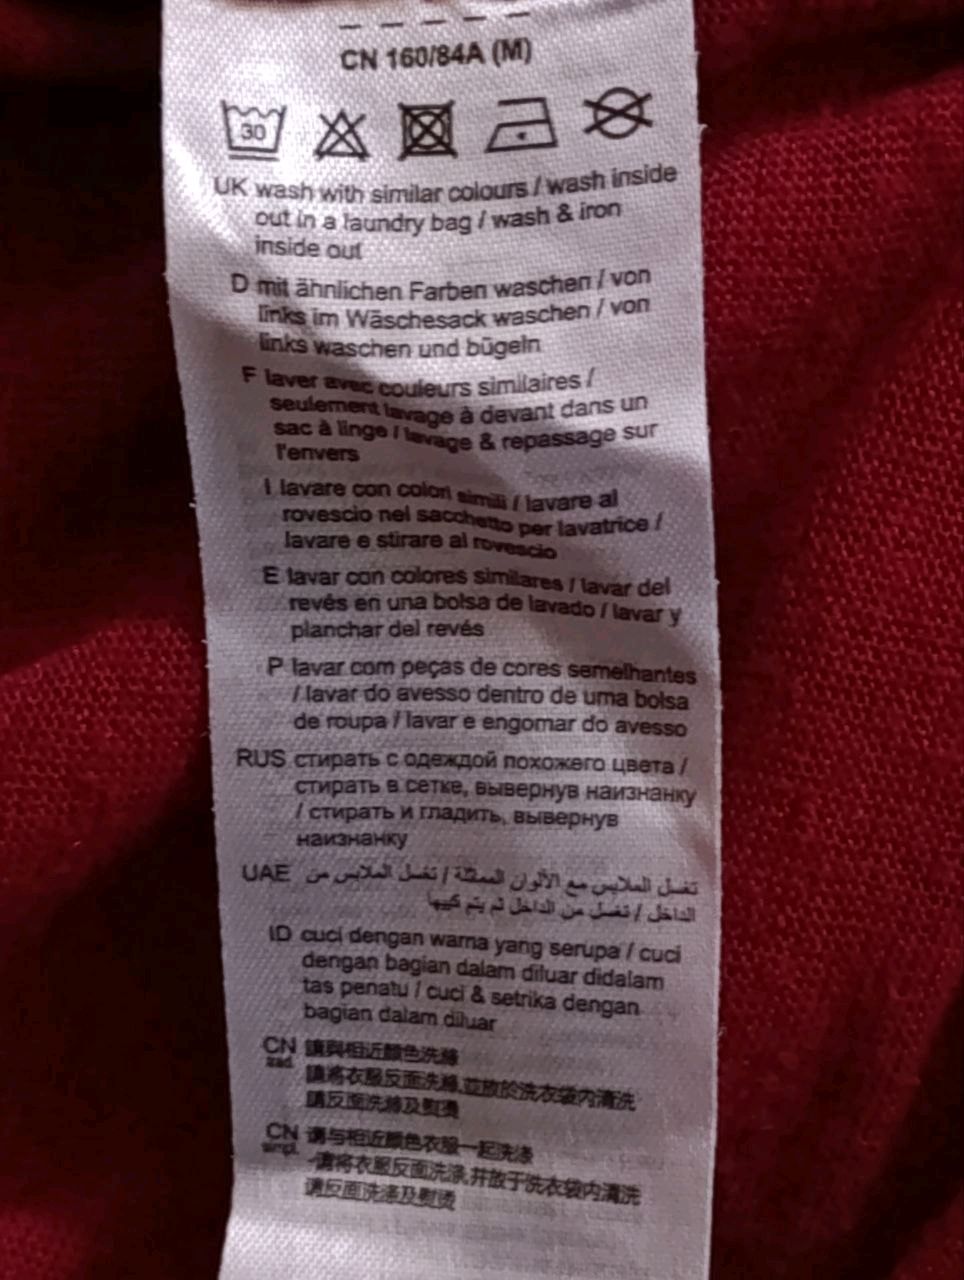 CN 160/84A (M)
30
UK wash with similar colours / wash inside
out in a laundry bag / wash & iron
inside out
D mit ähnlichen Farben waschen / von
links im Wäschesack waschen / von
links waschen und bügeln
F laver avec couleurs similaires /
seulement lavage à devant dans un
sac à linge / lavage & repassage sur
l'envers
I lavare con colori simili / lavare al
rovescio nel sacchetto per lavatrice /
lavare e stirare al rovescio
E lavar con colores similares / lavar del
revés en una bolsa de lavado / lavar y
planchar del revés
P lavar com peças de cores semelhantes
/ lavar do avesso dentro de uma bolsa
de roupa / lavar e engomar do avesso
RUS стирать с одеждой похожего цвета /
стирать в сетке, вывернув наизнанку
/ стирать и гладить, вывернув
наизнанку
UAE تغسل الملابس مع الألوان المماثلة / تغسل الملابس من
الداخل / تغسل من الداخل ثم يتم كيها
ID cuci dengan warna yang serupa / cuci
dengan bagian dalam diluar didalam
tas penatu / cuci & setrika dengan
bagian dalam diluar
CN 請與相近顏色洗滌
trad.
請將衣服反面洗滌,並放於洗衣袋内清洗
請反面洗滌及熨燙
CN 请与相近颜色衣服一起洗涤
simpl.
-请将衣服反面洗涤,并放于洗衣袋内清洗
请反面洗涤及熨烫